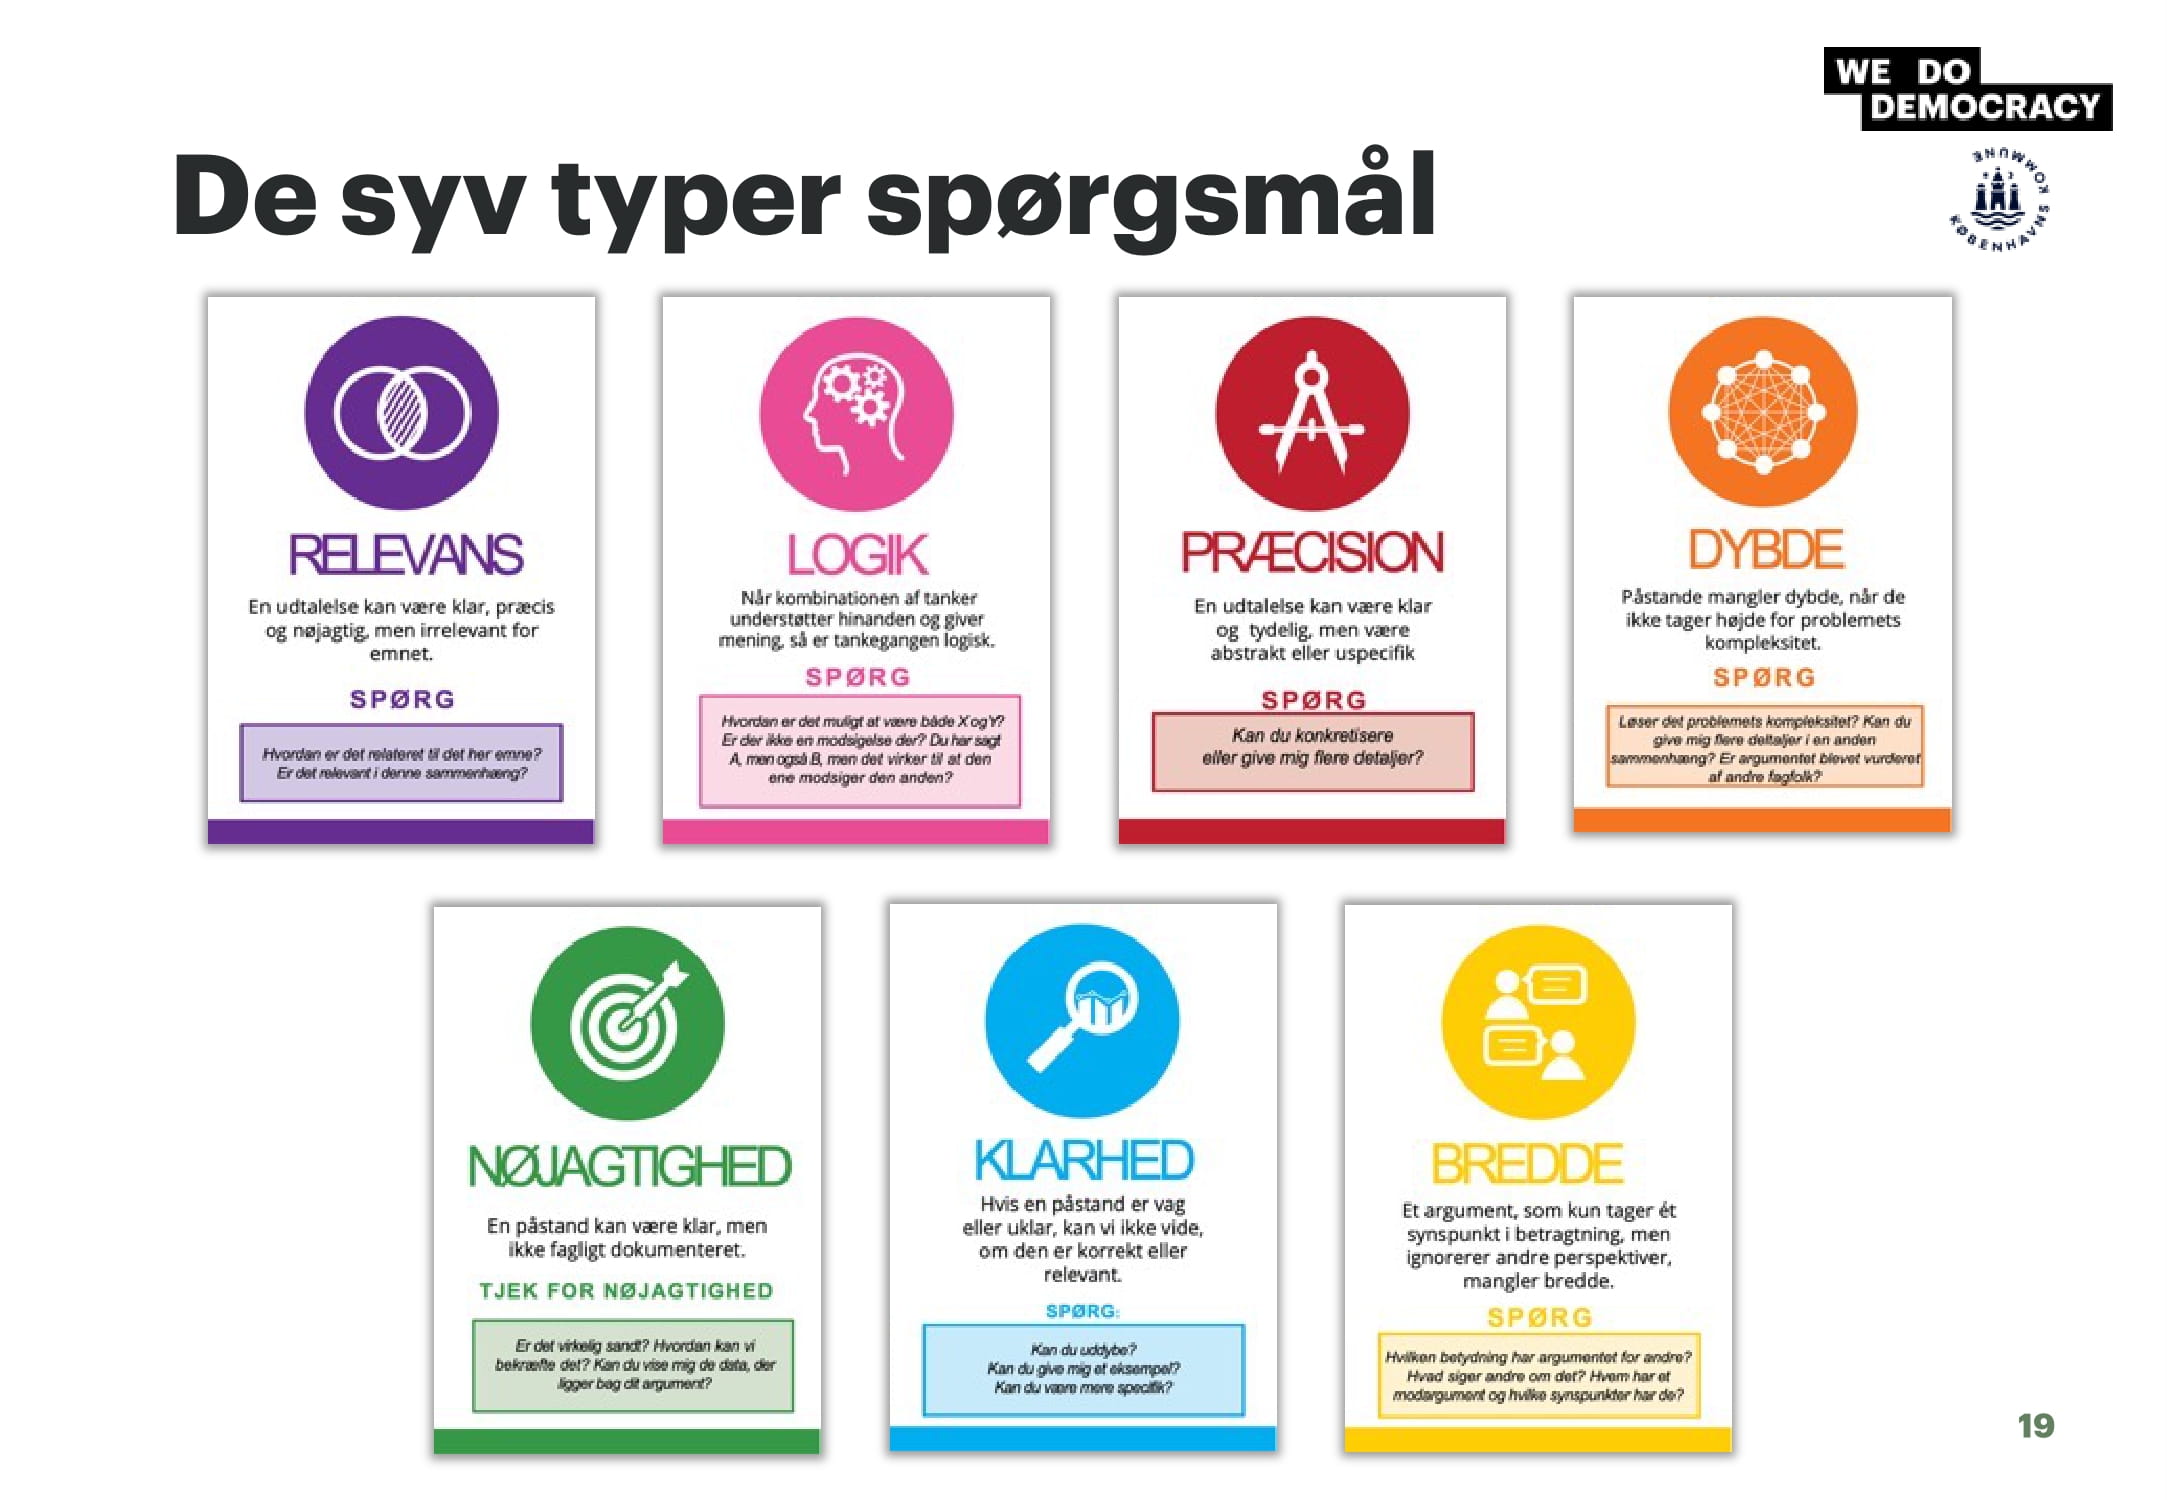 WE DO
DEMOCRACY
KØBENHAVNS KOMMUNE
De syv typer spørgsmål
RELEVANS
En udtalelse kan være klar, præcis
og nøjagtig, men irrelevant for
emnet.
SPØRG
Hvordan er det relateret til det her emne?
Er det relevant i denne sammenhæng?
LOGIK
Når kombinationen af tanker
understøtter hinanden og giver
mening, så er tankegangen logisk.
SPØRG
Hvordan er det muligt at være både X og Y?
Er der ikke en modsigelse der? Du har sagt
A, men også B, men det virker til at den
ene modsiger den anden?
PRÆCISION
En udtalelse kan være klar
og tydelig, men være
abstrakt eller uspecifik
SPØRG
Kan du konkretisere
eller give mig flere detaljer?
DYBDE
Påstande mangler dybde, når de
ikke tager højde for problemets
kompleksitet.
SPØRG
Løser det problemets kompleksitet? Kan du
give mig flere deltaljer i en anden
sammenhæng? Er argumentet blevet vurderet
af andre fagfolk?
NØJAGTIGHED
En påstand kan være klar, men
ikke fagligt dokumenteret.
TJEK FOR NØJAGTIGHED
Er det virkelig sandt? Hvordan kan vi
bekræfte det? Kan du vise mig de data, der
ligger bag dit argument?
KLARHED
Hvis en påstand er vag
eller uklar, kan vi ikke vide,
om den er korrekt eller
relevant.
SPØRG:
Kan du uddybe?
Kan du give mig et eksempel?
Kan du være mere specifik?
BREDDE
Et argument, som kun tager ét
synspunkt i betragtning, men
ignorerer andre perspektiver,
mangler bredde.
SPØRG
Hvilken betydning har argumentet for andre?
Hvad siger andre om det? Hvem har et
modargument og hvilke synspunkter har de?
19